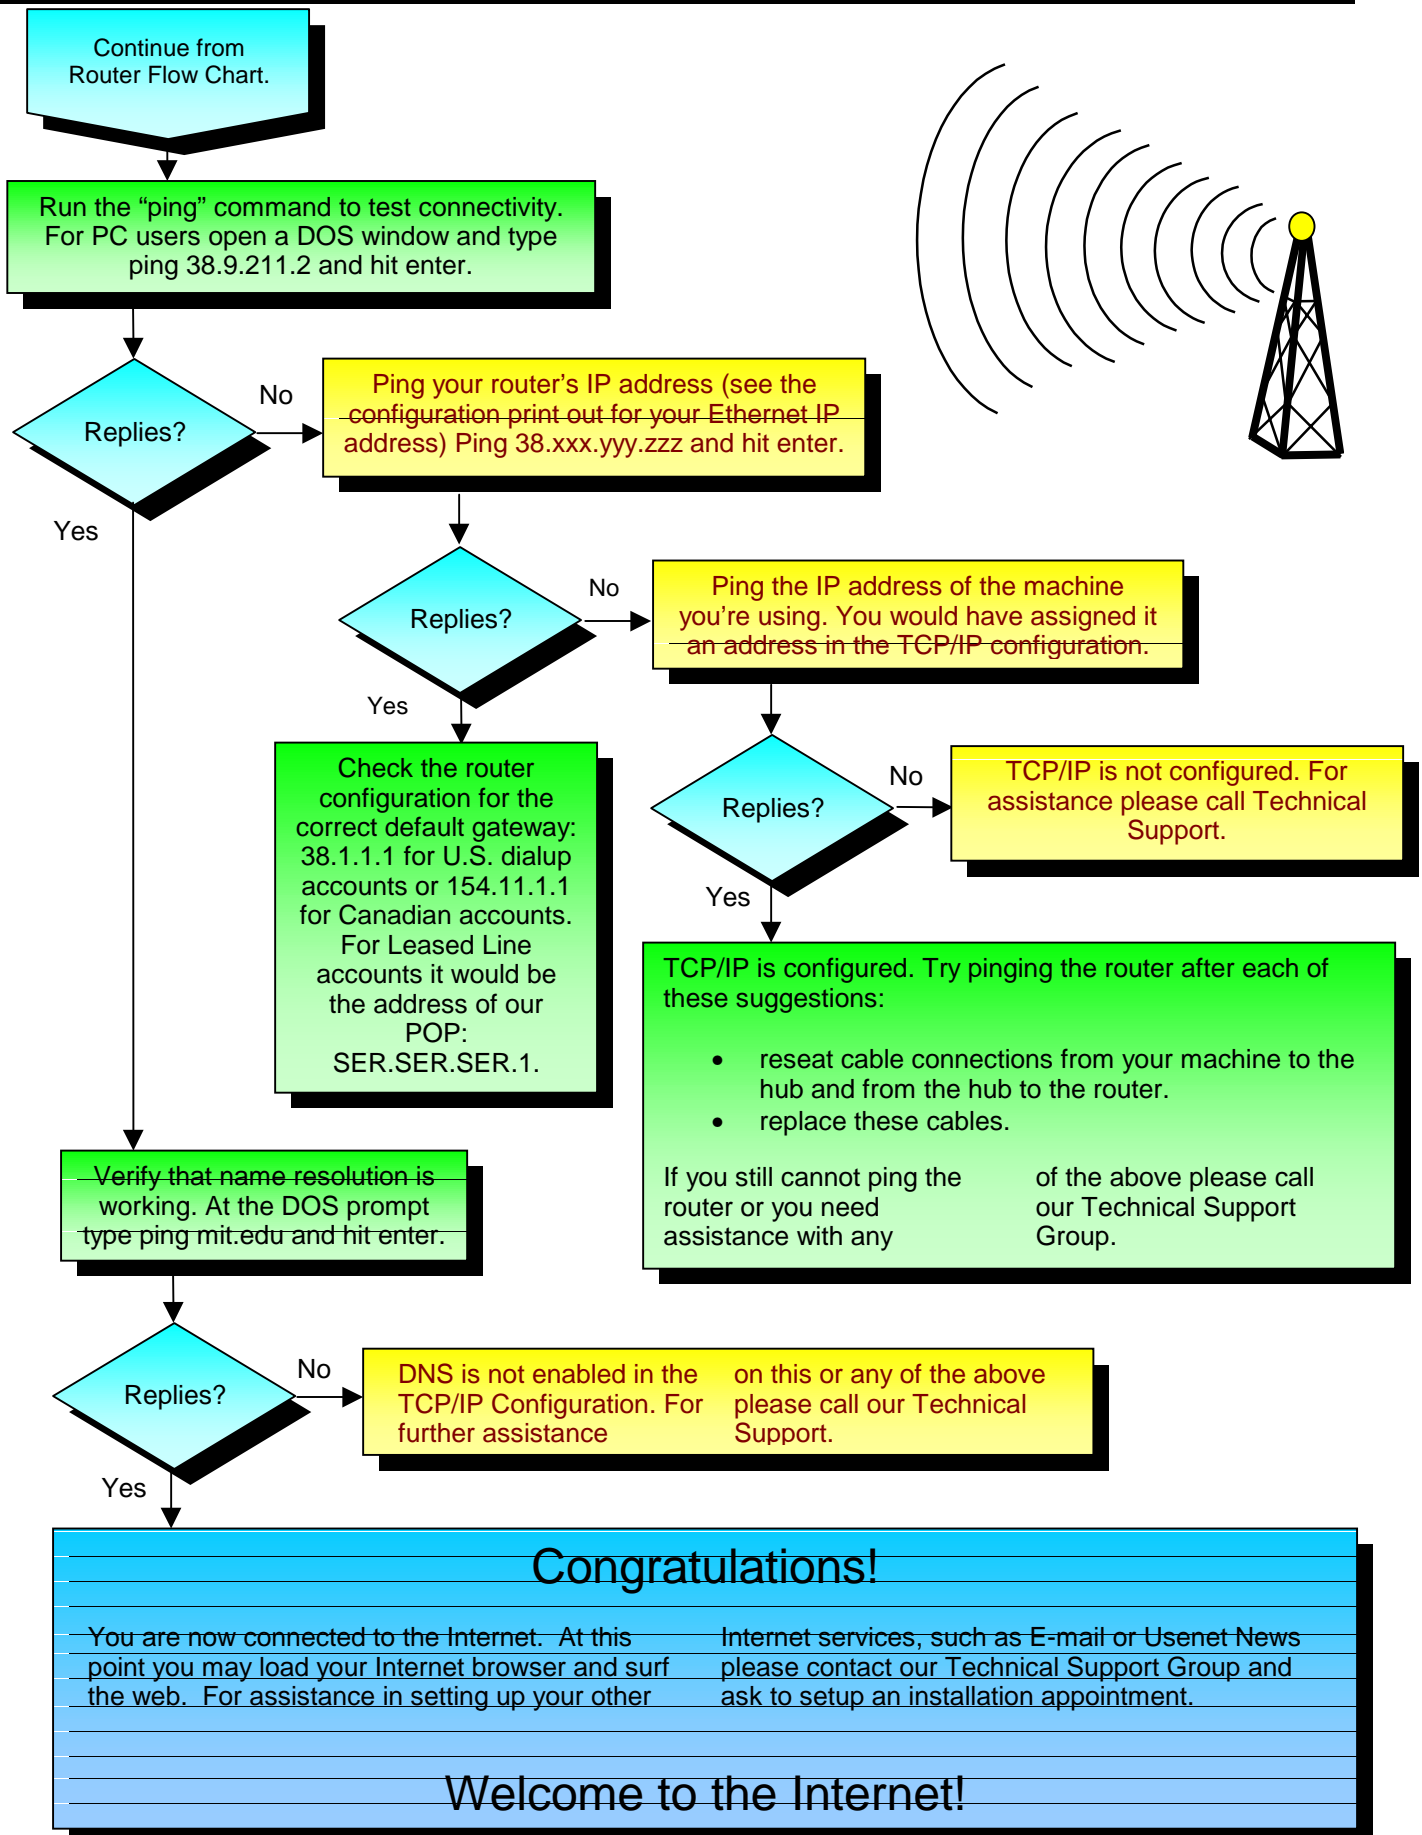 Continue from
Router Flow Chart.
Run the “ping” command to test connectivity.
For PC users open a DOS window and type
ping 38.9.211.2 and hit enter.
Replies?
No
Ping your router’s IP address (see the
configuration print out for your Ethernet IP
address) Ping 38.xxx.yyy.zzz and hit enter.
Yes
Replies?
No
Ping the IP address of the machine
you’re using. You would have assigned it
an address in the TCP/IP configuration.
Yes
Check the router
configuration for the
correct default gateway:
38.1.1.1 for U.S. dialup
accounts or 154.11.1.1
for Canadian accounts.
For Leased Line
accounts it would be
the address of our
POP:
SER.SER.SER.1.
Replies?
No
TCP/IP is not configured. For
assistance please call Technical
Support.
Yes
TCP/IP is configured. Try pinging the router after each of
these suggestions:
• reseat cable connections from your machine to the
hub and from the hub to the router.
• replace these cables.
If you still cannot ping the
router or you need
assistance with any
of the above please call
our Technical Support
Group.
Verify that name resolution is
working. At the DOS prompt
type ping mit.edu and hit enter.
Replies?
No
DNS is not enabled in the
TCP/IP Configuration. For
further assistance
on this or any of the above
please call our Technical
Support.
Yes
Congratulations!
You are now connected to the Internet.  At this
point you may load your Internet browser and surf
the web.  For assistance in setting up your other
Internet services, such as E-mail or Usenet News
please contact our Technical Support Group and
ask to setup an installation appointment.
Welcome to the Internet!